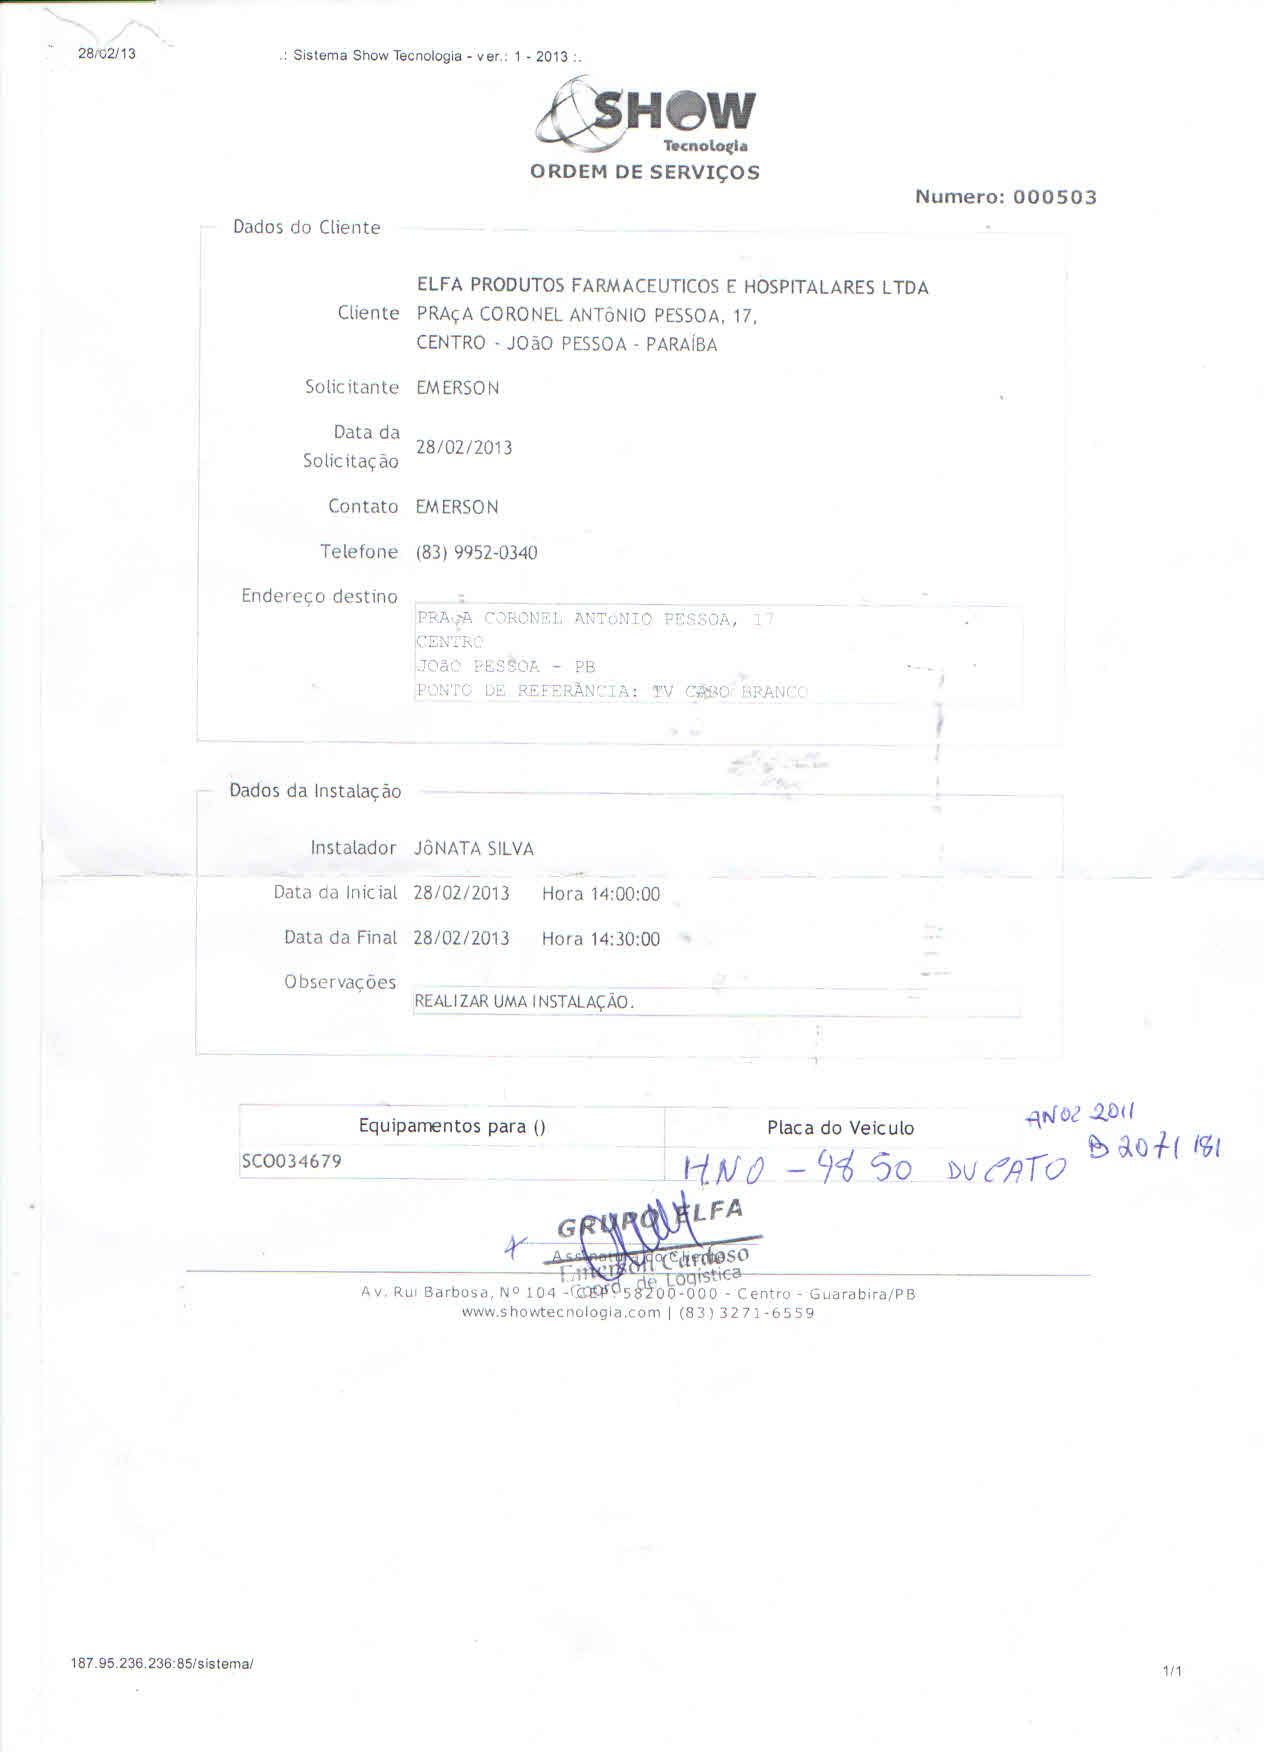 28/02/13
.: Sistema Show Tecnologia - ver.: 1 - 2013 :.
SHOW
Tecnologia
ORDEM DE SERVIÇOS
Numero: 000503
Dados do Cliente
ELFA PRODUTOS FARMACEUTICOS E HOSPITALARES LTDA
Cliente PRAçA CORONEL ANTôNIO PESSOA, 17,
CENTRO - JOãO PESSOA - PARAÍBA
Solicitante EMERSON
Data da
Solicitação 28/02/2013
Contato EMERSON
Telefone (83) 9952-0340
Endereço destino
PRAçA CORONEL ANTôNIO PESSOA, 17
CENTRO
JOãO PESSOA - PB
PONTO DE REFERÂNCIA: TV CABO BRANCO
Dados da Instalação
Instalador JôNATA SILVA
Data da Inicial 28/02/2013 Hora 14:00:00
Data da Final 28/02/2013 Hora 14:30:00
Observações
REALIZAR UMA INSTALAÇÃO.
ANO 2011
Equipamentos para () Placa do Veiculo
B2071181
SCO034679 HNO - 9850 DUCATO
GRUPO ELFA
Assinatura do Cliente
Emerson Cardoso
Coord. de Logística
Av. Rui Barbosa, Nº 104 - CEP: 58200-000 - Centro - Guarabira/PB
www.showtecnologia.com | (83) 3271-6559
187.95.236.236:85/sistema/
1/1